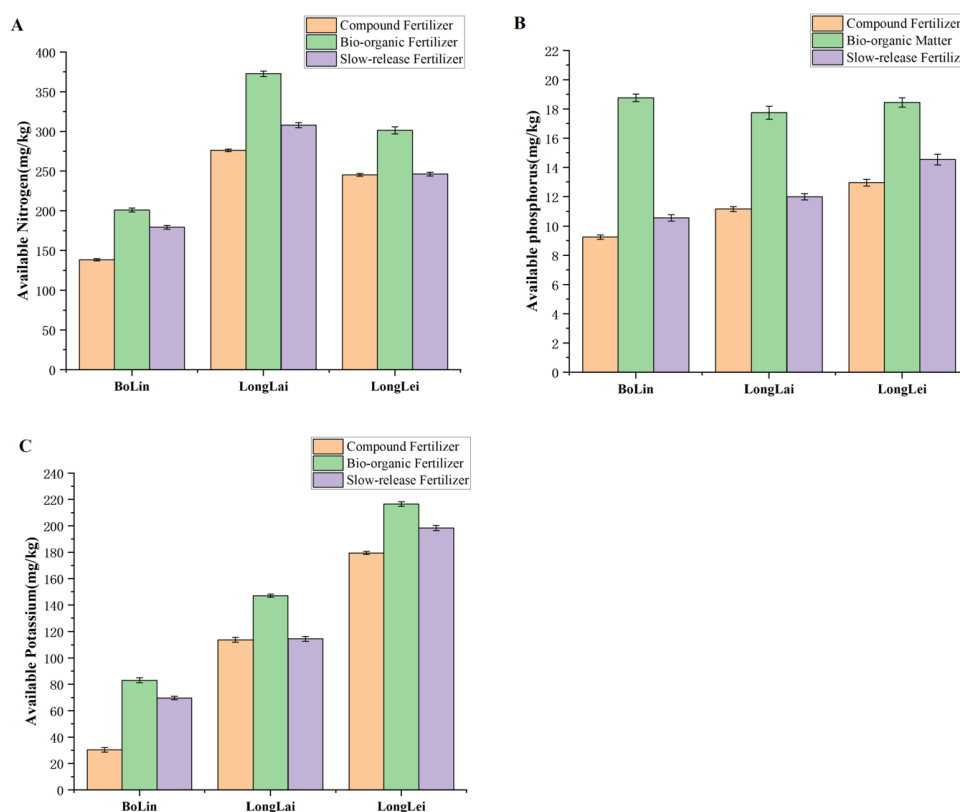 A
Compound Fertilizer
Bio-organic Fertilizer
Slow-release Fertilizer
Available Nitrogen(mg/kg)
400
350
300
250
200
150
100
50
0
BoLin
LongLai
LongLei
B
Compound Fertilizer
Bio-organic Matter
Slow-release Fertiliz
Available phosphorus(mg/kg)
22
20
18
16
14
12
10
8
6
4
2
0
BoLin
LongLai
LongLei
C
Compound Fertilizer
Bio-organic Fertilizer
Slow-release Fertilizer
Available Potassium(mg/kg)
240
220
200
180
160
140
120
100
80
60
40
20
0
BoLin
LongLai
LongLei